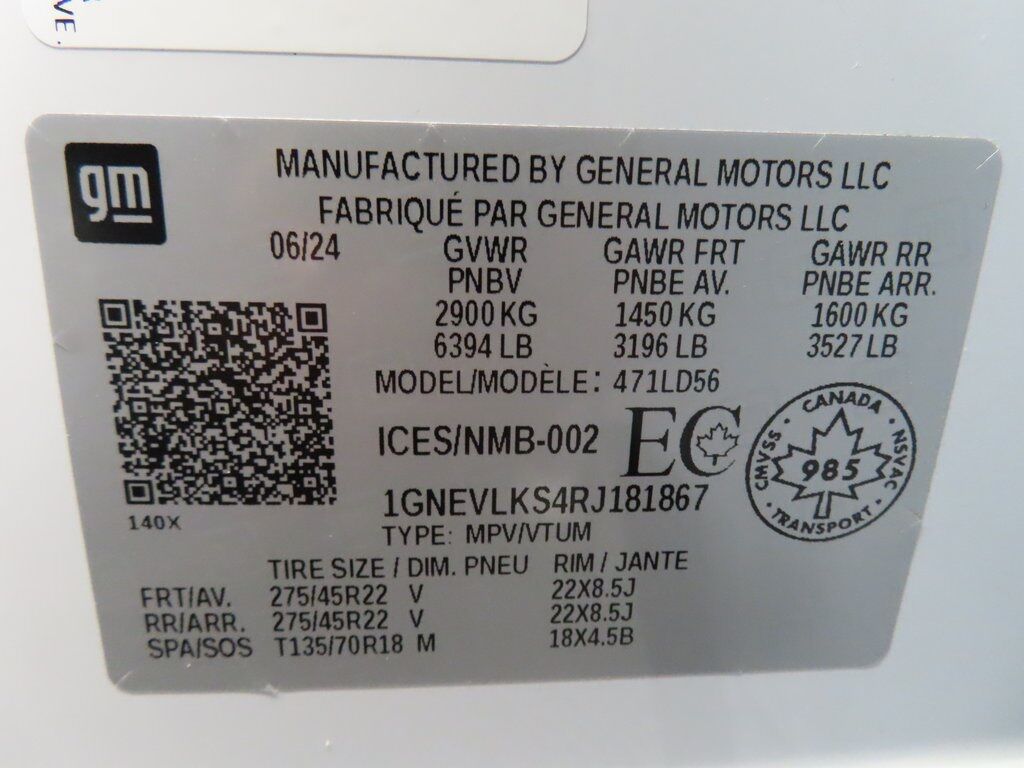 VE.
gm
MANUFACTURED BY GENERAL MOTORS LLC
FABRIQUÉ PAR GENERAL MOTORS LLC
06/24 GVWR GAWR FRT GAWR RR
PNBV PNBE AV. PNBE ARR.
2900 KG 1450 KG 1600 KG
6394 LB 3196 LB 3527 LB
MODEL/MODÈLE: 471LD56
ICES/NMB-002 EC
CANADA
CMVSS 985 NSVAC
TRANSPORT
1GNEVLKS4RJ181867
140X
TYPE: MPV/VTUM
TIRE SIZE / DIM. PNEU RIM / JANTE
FRT/AV. 275/45R22 V 22X8.5J
RR/ARR. 275/45R22 V 22X8.5J
SPA/SOS T135/70R18 M 18X4.5B